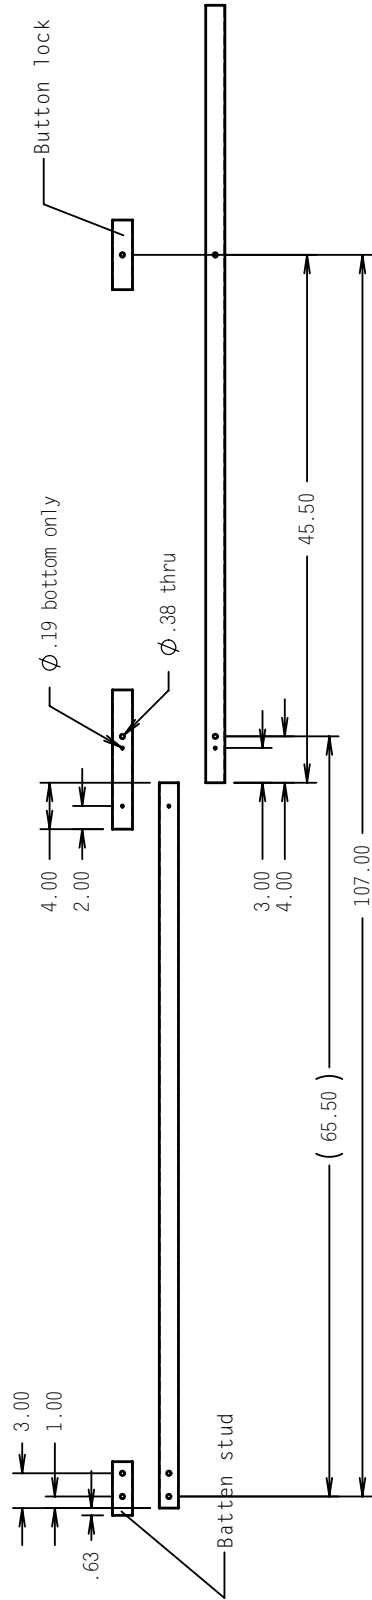 Button lock
Ø.19 bottom only
Ø.38 thru
4.00
2.00
45.50
3.00
4.00
107.00
( 65.50 )
3.00
1.00
.63
Batten stud